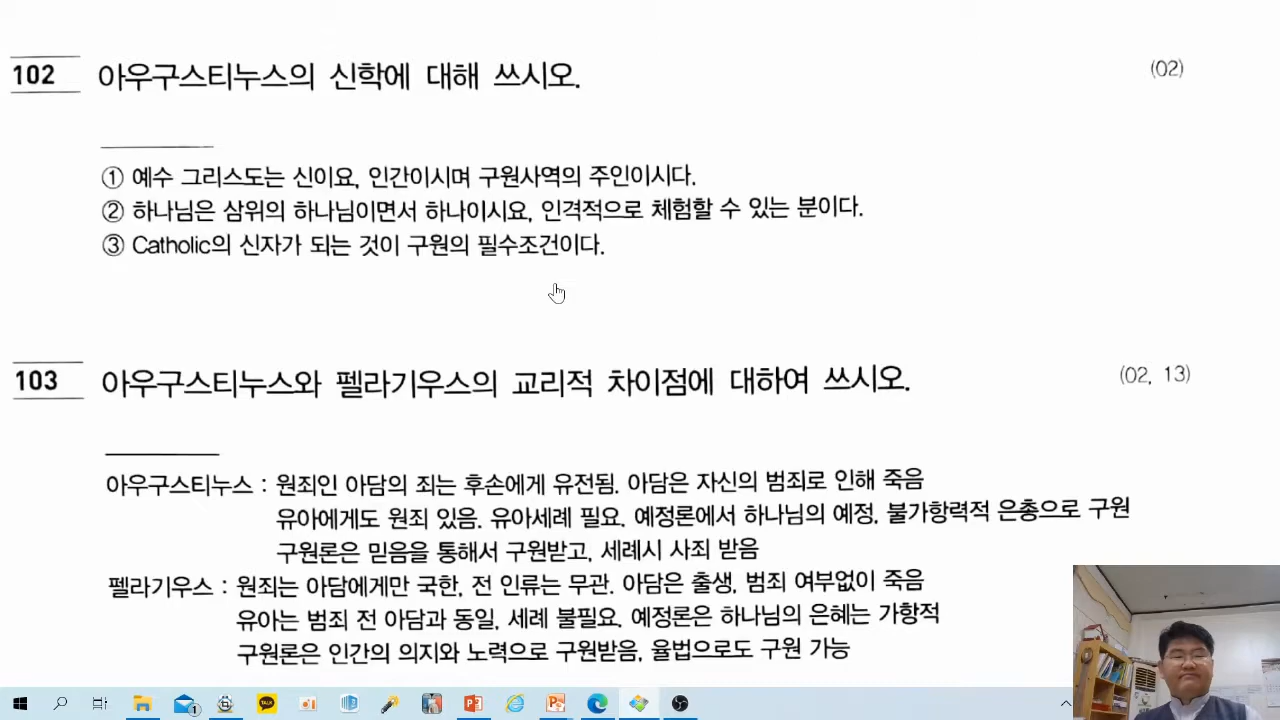 102 아우구스티누스의 신학에 대해 쓰시오. (02)
① 예수 그리스도는 신이요, 인간이시며 구원사역의 주인이시다.
② 하나님은 삼위의 하나님이면서 하나이시요, 인격적으로 체험할 수 있는 분이다.
③ Catholic의 신자가 되는 것이 구원의 필수조건이다.
103 아우구스티누스와 펠라기우스의 교리적 차이점에 대하여 쓰시오. (02, 13)
아우구스티누스 : 원죄인 아담의 죄는 후손에게 유전됨. 아담은 자신의 범죄로 인해 죽음
유아에게도 원죄 있음. 유아세례 필요. 예정론에서 하나님의 예정, 불가항력적 은총으로 구원
구원론은 믿음을 통해서 구원받고, 세례시 사죄 받음
펠라기우스 : 원죄는 아담에게만 국한, 전 인류는 무관. 아담은 출생, 범죄 여부없이 죽음
유아는 범죄 전 아담과 동일, 세례 불필요. 예정론은 하나님의 은혜는 가항적
구원론은 인간의 의지와 노력으로 구원받음, 율법으로도 구원 가능
TALK